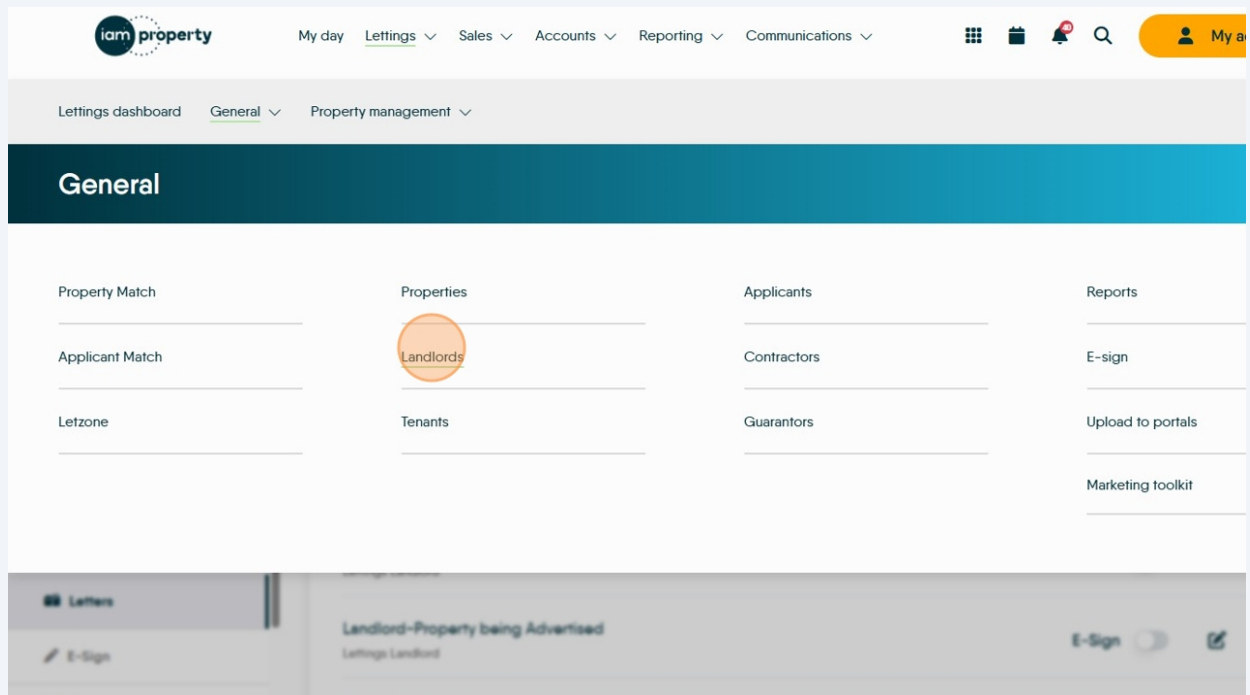 iam property
My day Lettings Sales Accounts Reporting Communications 40 My a
Lettings dashboard General Property management
General
Property Match Properties Applicants Reports
Applicant Match Landlords Contractors E-sign
Letzone Tenants Guarantors Upload to portals
Marketing toolkit
Letters
Landlord-Property being Advertised
E-Sign
Lettings Landlord
E-Sign